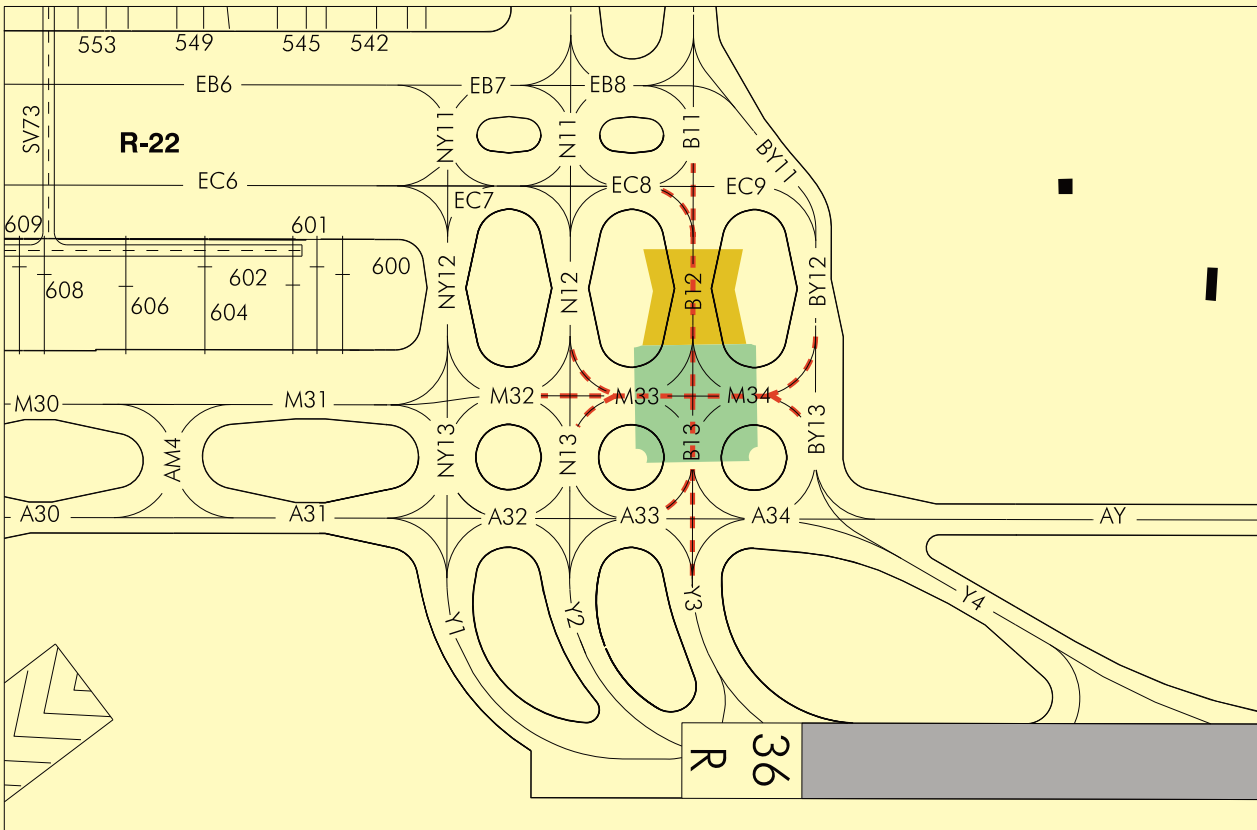 553 549 545 542
EB6 EB7 EB8
SV73 R-22 NY11 N11 B11 BY11
EC6 EC7 EC8 EC9
609 601
608 606 604 602 600
NY12 N12 B12 BY12
M30 M31 M32 M33 M34
AM4 NY13 N13 B13 BY13
A30 A31 A32 A33 A34 AY
Y1 Y2 Y3 Y4
36
R